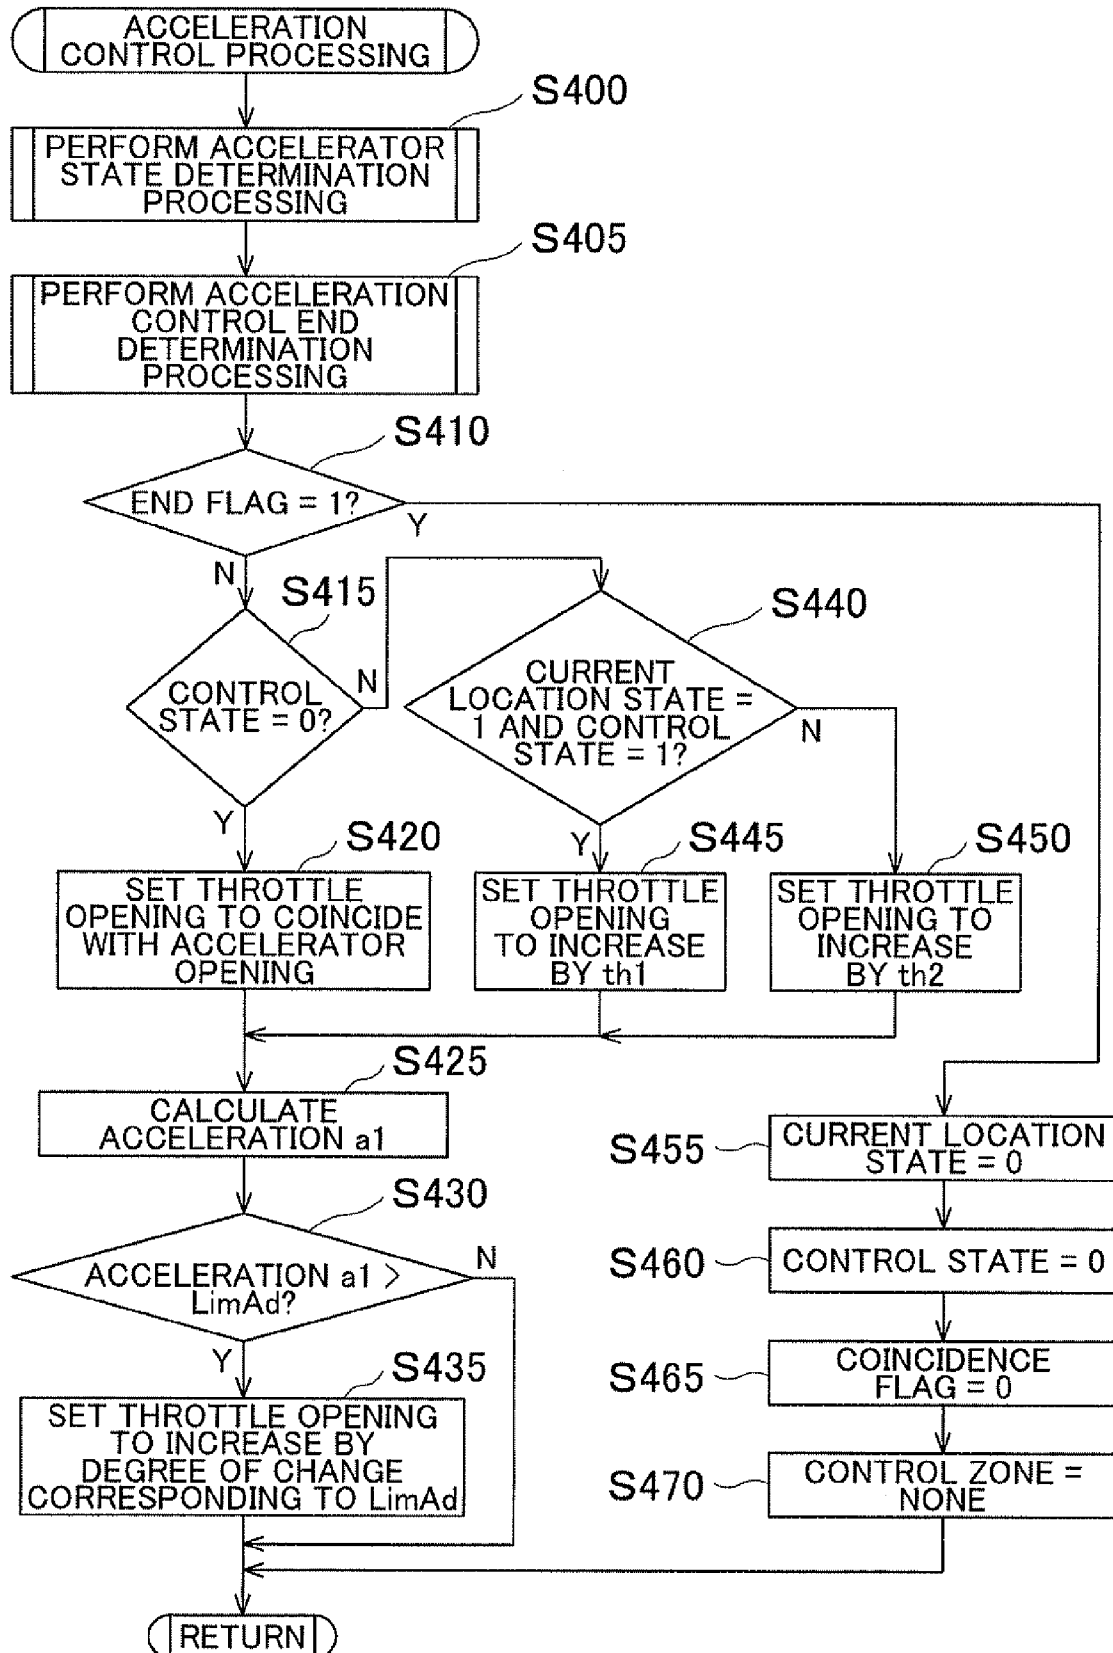 ACCELERATION
CONTROL PROCESSING
S400
PERFORM ACCELERATOR
STATE DETERMINATION
PROCESSING
S405
PERFORM ACCELERATION
CONTROL END
DETERMINATION
PROCESSING
S410
END FLAG = 1?
Y
N
S415
CONTROL
STATE = 0?
N
S440
CURRENT
LOCATION STATE =
1 AND CONTROL
STATE = 1?
N
Y
Y
S420
SET THROTTLE
OPENING TO COINCIDE
WITH ACCELERATOR
OPENING
S445
SET THROTTLE
OPENING
TO INCREASE
BY th1
S450
SET THROTTLE
OPENING TO
INCREASE
BY th2
S425
CALCULATE
ACCELERATION a1
S430
ACCELERATION a1 >
LimAd?
N
Y
S435
SET THROTTLE OPENING
TO INCREASE BY
DEGREE OF CHANGE
CORRESPONDING TO LimAd
S455
CURRENT LOCATION
STATE = 0
S460
CONTROL STATE = 0
S465
COINCIDENCE
FLAG = 0
S470
CONTROL ZONE =
NONE
RETURN